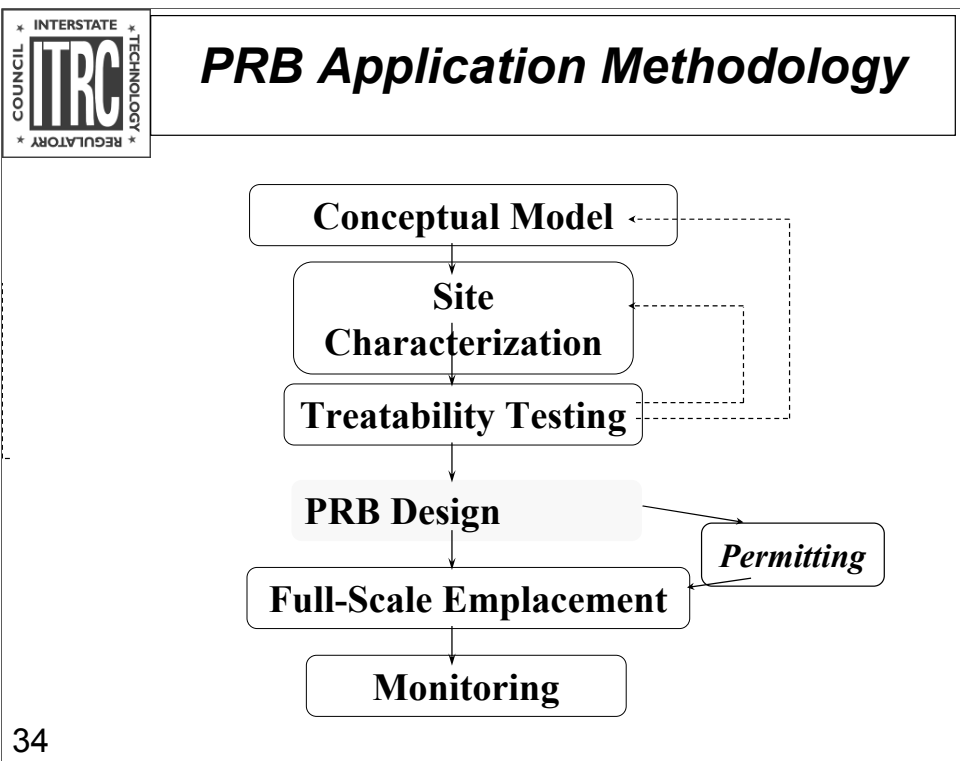 INTERSTATE
COUNCIL
ITRC
TECHNOLOGY
REGULATORY
PRB Application Methodology
Conceptual Model
Site
Characterization
Treatability Testing
PRB Design
Permitting
Full-Scale Emplacement
Monitoring
34